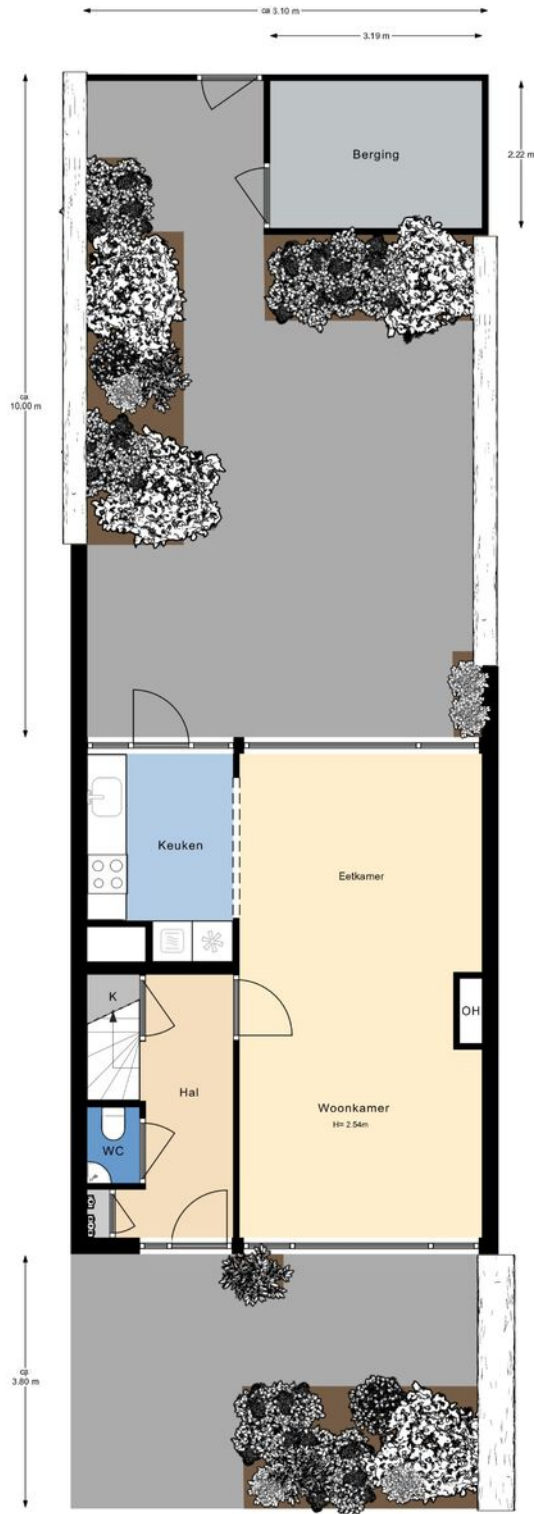 ca 3.10 m
3.19 m
Berging
2.22 m
ca
10.00 m
Keuken
Eetkamer
K
OH
Hal
Woonkamer
H= 2.54m
WC
ca
3.80 m